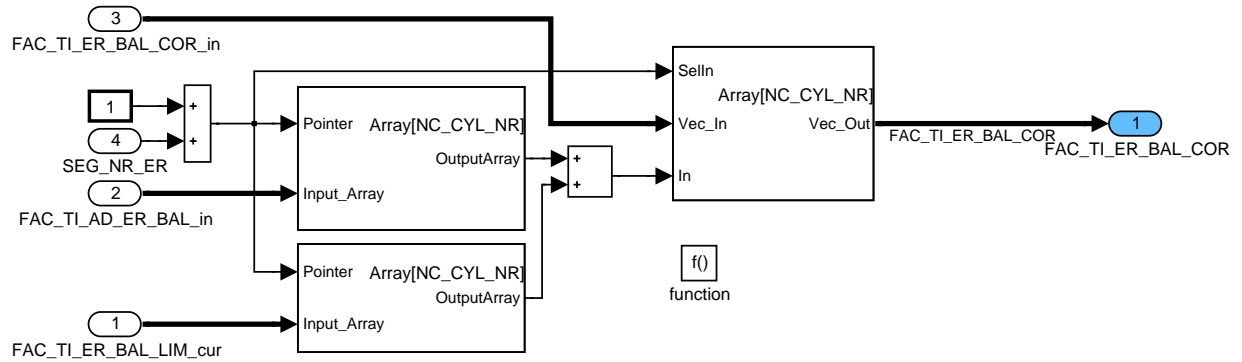 3
FAC_TI_ER_BAL_COR_in
1
+
+
4
SEG_NR_ER
2
FAC_TI_AD_ER_BAL_in
1
FAC_TI_ER_BAL_LIM_cur
Pointer
Array[NC_CYL_NR]
OutputArray
Input_Array
Pointer
Array[NC_CYL_NR]
OutputArray
Input_Array
+
+
SelIn
Array[NC_CYL_NR]
Vec_In
Vec_Out
In
f()
function
FAC_TI_ER_BAL_COR
1
FAC_TI_ER_BAL_COR